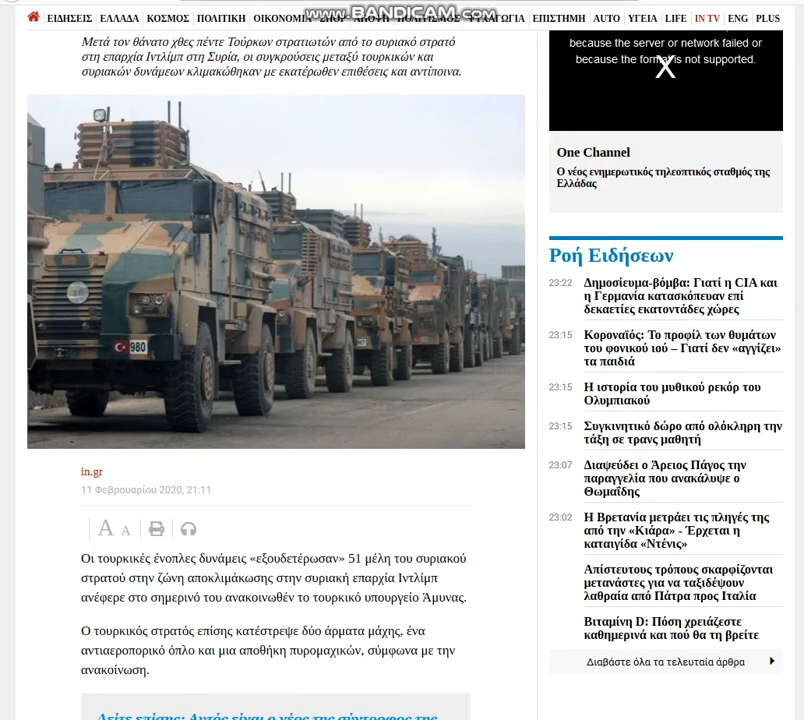 ΕΙΔΗΣΕΙΣ ΕΛΛΑΔΑ ΚΟΣΜΟΣ ΠΟΛΙΤΙΚΗ ΟΙΚΟΝΟΜΙΑ ΕΠΙΣΤΗΜΗ AUTO ΥΓΕΙΑ LIFE IN TV ENG PLUS
www.BANDICAM.com
Μετά τον θάνατο χθες πέντε Τούρκων στρατιωτών από το συριακό στρατό
στη επαρχία Ιντλίμπ στη Συρία, οι συγκρούσεις μεταξύ τουρκικών και
συριακών δυνάμεων κλιμακώθηκαν με εκατέρωθεν επιθέσεις και αντίποινα.
980
in.gr
11 Φεβρουαρίου 2020, 21:11
A A
Οι τουρκικές ένοπλες δυνάμεις «εξουδετέρωσαν» 51 μέλη του συριακού
στρατού στην ζώνη αποκλιμάκωσης στην συριακή επαρχία Ιντλίμπ
ανέφερε στο σημερινό του ανακοινωθέν το τουρκικό υπουργείο Άμυνας.
Ο τουρκικός στρατός επίσης κατέστρεψε δύο άρματα μάχης, ένα
αντιαεροπορικό όπλο και μια αποθήκη πυρομαχικών, σύμφωνα με την
ανακοίνωση.
Δείτε επίσης: Αυτός είναι ο νέος της σύντροφος της
because the server or network failed or
because the format is not supported.
X
One Channel
Ο νέος ενημερωτικός τηλεοπτικός σταθμός της
Ελλάδας
Ροή Ειδήσεων
23:22 Δημοσίευμα-βόμβα: Γιατί η CIA και
η Γερμανία κατασκόπευαν επί
δεκαετίες εκατοντάδες χώρες
23:15 Κοροναϊός: Το προφίλ των θυμάτων
του φονικού ιού – Γιατί δεν «αγγίζει»
τα παιδιά
23:15 Η ιστορία του μυθικού ρεκόρ του
Ολυμπιακού
23:15 Συγκινητικό δώρο από ολόκληρη την
τάξη σε τρανς μαθητή
23:07 Διαψεύδει ο Άρειος Πάγος την
παραγγελία που ανακάλυψε ο
Θωμαΐδης
23:02 Η Βρετανία μετράει τις πληγές της
από την «Κιάρα» - Έρχεται η
καταιγίδα «Ντένις»
Απίστευτους τρόπους σκαρφίζονται
μετανάστες για να ταξιδέψουν
λαθραία από Πάτρα προς Ιταλία
Βιταμίνη D: Πόση χρειάζεστε
καθημερινά και πού θα τη βρείτε
Διαβάστε όλα τα τελευταία άρθρα